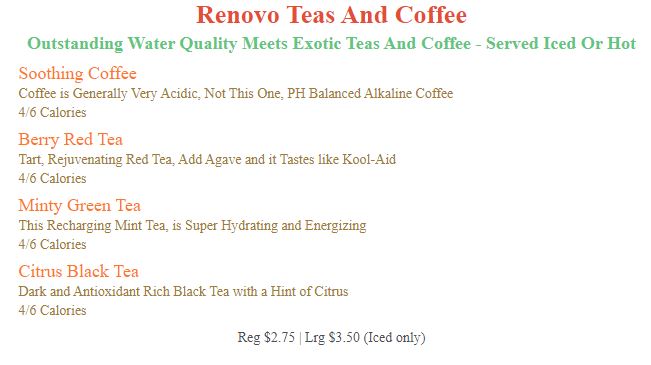 Renovo Teas And Coffee
Outstanding Water Quality Meets Exotic Teas And Coffee - Served Iced Or Hot
Soothing Coffee
Coffee is Generally Very Acidic, Not This One, PH Balanced Alkaline Coffee
4/6 Calories
Berry Red Tea
Tart, Rejuvenating Red Tea, Add Agave and it Tastes like Kool-Aid
4/6 Calories
Minty Green Tea
This Recharging Mint Tea, is Super Hydrating and Energizing
4/6 Calories
Citrus Black Tea
Dark and Antioxidant Rich Black Tea with a Hint of Citrus
4/6 Calories
Reg $2.75 | Lrg $3.50 (Iced only)